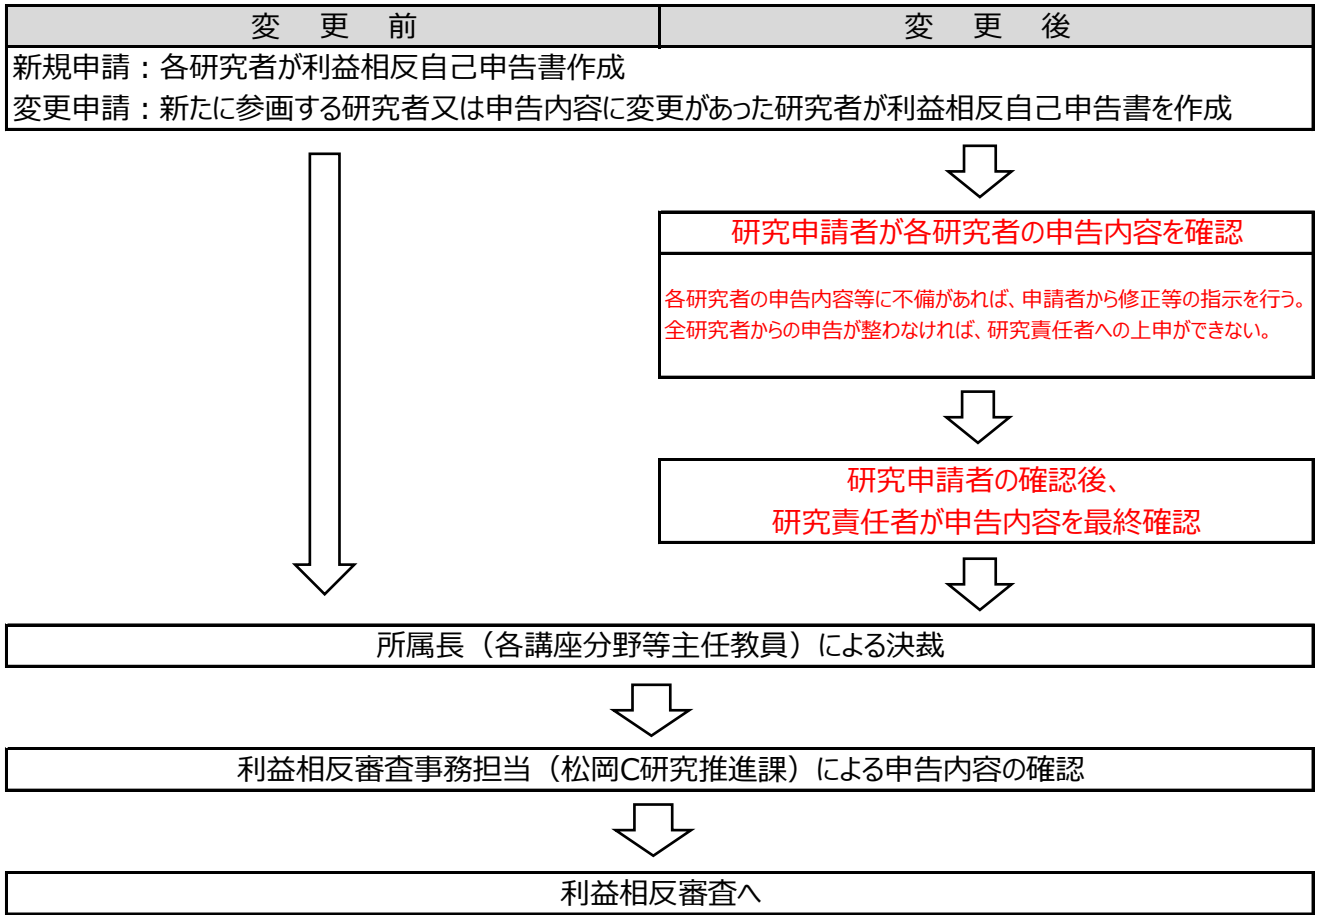 変　更　前
変　更　後
新規申請：各研究者が利益相反自己申告書作成
変更申請：新たに参画する研究者又は申告内容に変更があった研究者が利益相反自己申告書を作成
研究申請者が各研究者の申告内容を確認
各研究者の申告内容等に不備があれば、申請者から修正等の指示を行う。
全研究者からの申告が整わなければ、研究責任者への上申ができない。
研究申請者の確認後、
研究責任者が申告内容を最終確認
所属長（各講座分野等主任教員）による決裁
利益相反審査事務担当（松岡C研究推進課）による申告内容の確認
利益相反審査へ